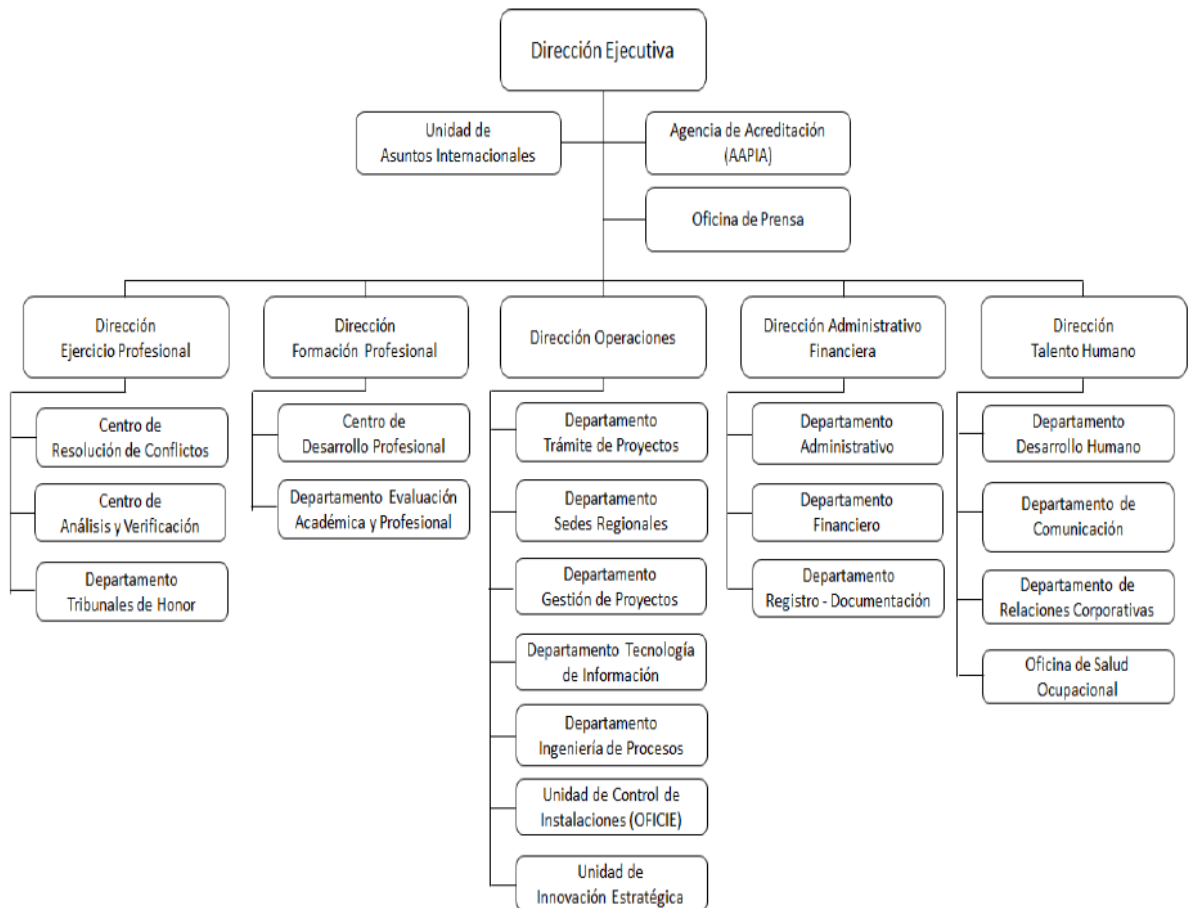 Dirección Ejecutiva
Unidad de
Asuntos Internacionales
Agencia de Acreditación
(AAPIA)
Oficina de Prensa
Dirección
Ejercicio Profesional
Dirección
Formación Profesional
Dirección Operaciones
Dirección Administrativo
Financiera
Dirección
Talento Humano
Centro de
Resolución de Conflictos
Centro de
Análisis y Verificación
Departamento
Tribunales de Honor
Centro de
Desarrollo Profesional
Departamento Evaluación
Académica y Profesional
Departamento
Trámite de Proyectos
Departamento
Sedes Regionales
Departamento
Gestión de Proyectos
Departamento Tecnología
de Información
Departamento
Ingeniería de Procesos
Unidad de Control de
Instalaciones (OFICIE)
Unidad de
Innovación Estratégica
Departamento
Administrativo
Departamento
Financiero
Departamento
Registro - Documentación
Departamento
Desarrollo Humano
Departamento de
Comunicación
Departamento de
Relaciones Corporativas
Oficina de Salud
Ocupacional